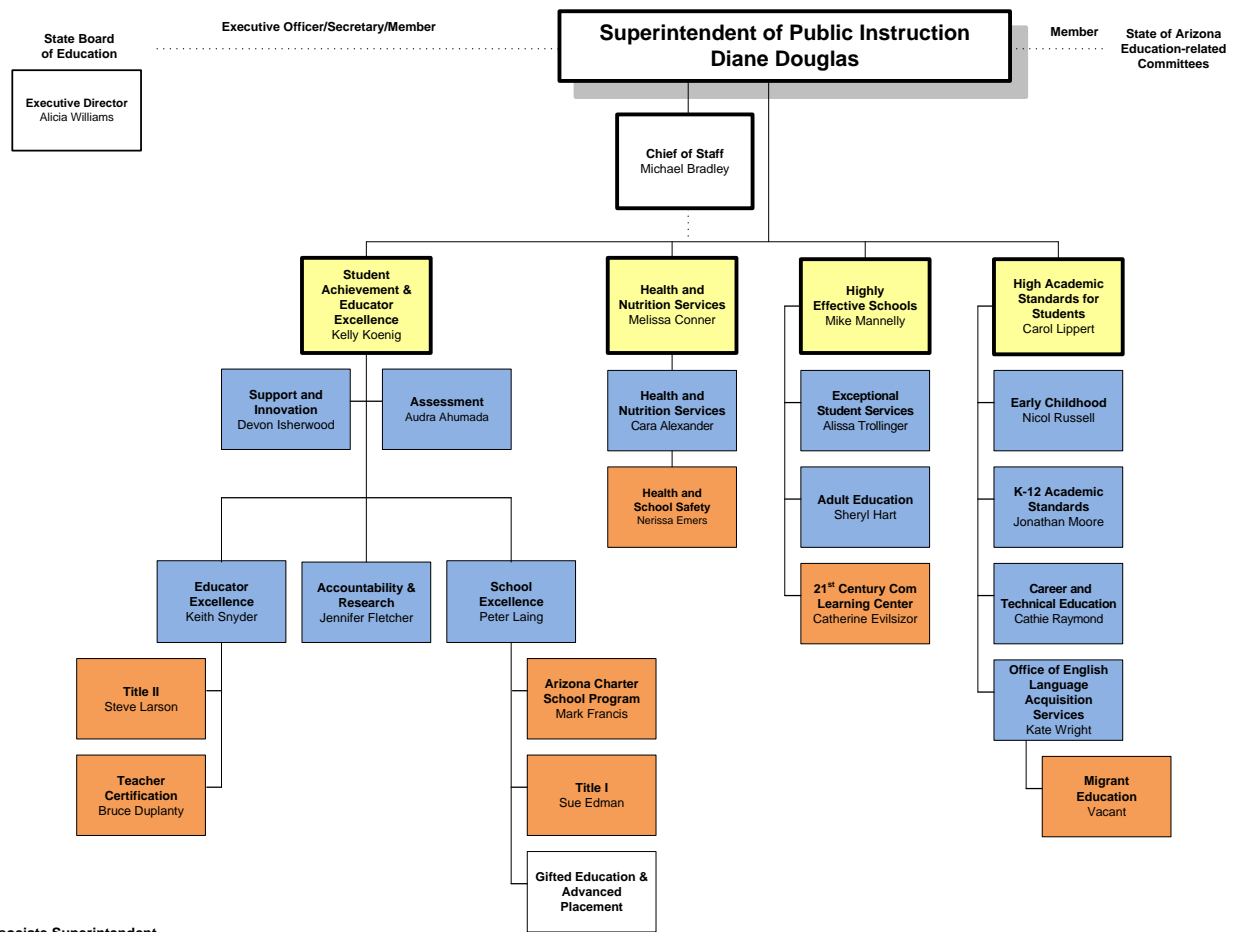 Executive Officer/Secretary/Member
State Board
of Education
Superintendent of Public Instruction
Diane Douglas
Member
State of Arizona
Education-related
Committees
Executive Director
Alicia Williams
Chief of Staff
Michael Bradley
Student
Achievement &
Educator
Excellence
Kelly Koenig
Health and
Nutrition Services
Melissa Conner
Highly
Effective Schools
Mike Mannelly
High Academic
Standards for
Students
Carol Lippert
Support and
Innovation
Devon Isherwood
Assessment
Audra Ahumada
Health and
Nutrition Services
Cara Alexander
Exceptional
Student Services
Alissa Trollinger
Early Childhood
Nicol Russell
Health and
School Safety
Nerissa Emers
Adult Education
Sheryl Hart
K-12 Academic
Standards
Jonathan Moore
Educator
Excellence
Keith Snyder
Accountability &
Research
Jennifer Fletcher
School
Excellence
Peter Laing
21st Century Com
Learning Center
Catherine Evilsizor
Career and
Technical Education
Cathie Raymond
Title II
Steve Larson
Arizona Charter
School Program
Mark Francis
Office of English
Language
Acquisition
Services
Kate Wright
Teacher
Certification
Bruce Duplanty
Title I
Sue Edman
Migrant
Education
Vacant
Gifted Education &
Advanced
Placement
Superintendent